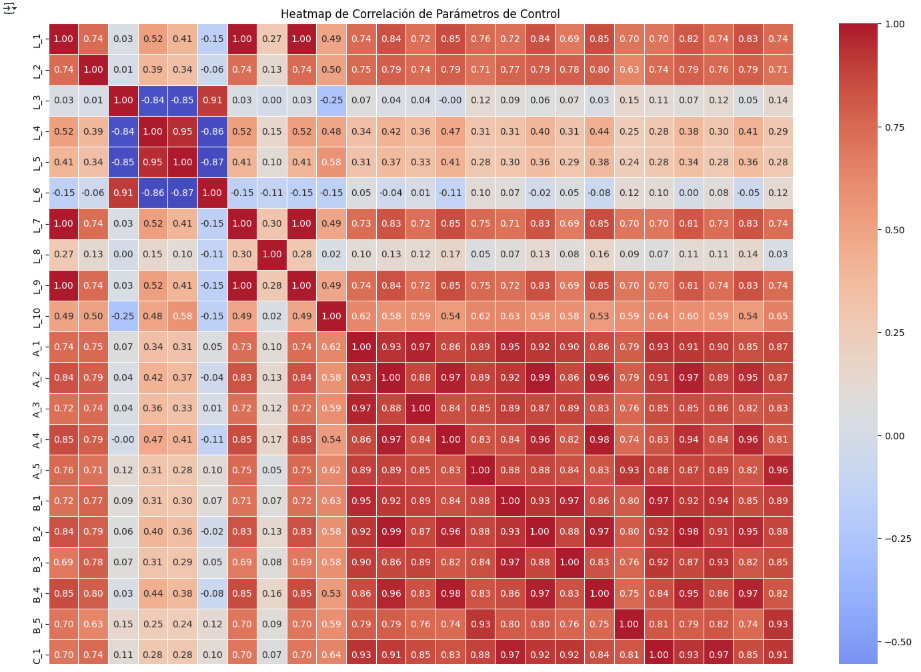 Heatmap de Correlación de Parámetros de Control
L_1 1.00 0.74 0.03 0.52 0.41 -0.15 1.00 0.27 1.00 0.49 0.74 0.84 0.72 0.85 0.76 0.72 0.84 0.69 0.85 0.70 0.70 0.82 0.74 0.83 0.74
L_2 0.74 1.00 0.01 0.39 0.34 -0.06 0.74 0.13 0.74 0.50 0.75 0.79 0.74 0.79 0.71 0.77 0.79 0.78 0.80 0.63 0.74 0.79 0.76 0.79 0.71
L_3 0.03 0.01 1.00 -0.84 -0.85 0.91 0.03 0.00 0.03 -0.25 0.07 0.04 0.04 -0.00 0.12 0.09 0.06 0.07 0.03 0.15 0.11 0.07 0.12 0.05 0.14
L_4 0.52 0.39 -0.84 1.00 0.95 -0.86 0.52 0.15 0.52 0.48 0.34 0.42 0.36 0.47 0.31 0.31 0.40 0.31 0.44 0.25 0.28 0.38 0.30 0.41 0.29
L_5 0.41 0.34 -0.85 0.95 1.00 -0.87 0.41 0.10 0.41 0.58 0.31 0.37 0.33 0.41 0.28 0.30 0.36 0.29 0.38 0.24 0.28 0.34 0.28 0.36 0.28
L_6 -0.15 -0.06 0.91 -0.86 -0.87 1.00 -0.15 -0.11 -0.15 -0.15 0.05 -0.04 0.01 -0.11 0.10 0.07 -0.02 0.05 -0.08 0.12 0.10 0.00 0.08 -0.05 0.12
L_7 1.00 0.74 0.03 0.52 0.41 -0.15 1.00 0.30 1.00 0.49 0.73 0.83 0.72 0.85 0.75 0.71 0.83 0.69 0.85 0.70 0.70 0.81 0.73 0.83 0.74
L_8 0.27 0.13 0.00 0.15 0.10 -0.11 0.30 1.00 0.28 0.02 0.10 0.13 0.12 0.17 0.05 0.07 0.13 0.08 0.16 0.09 0.07 0.11 0.11 0.14 0.03
L_9 1.00 0.74 0.03 0.52 0.41 -0.15 1.00 0.28 1.00 0.49 0.74 0.84 0.72 0.85 0.75 0.72 0.83 0.69 0.85 0.70 0.70 0.81 0.74 0.83 0.74
L_10 0.49 0.50 -0.25 0.48 0.58 -0.15 0.49 0.02 0.49 1.00 0.62 0.58 0.59 0.54 0.62 0.63 0.58 0.58 0.53 0.59 0.64 0.60 0.59 0.54 0.65
A_1 0.74 0.75 0.07 0.34 0.31 0.05 0.73 0.10 0.74 0.62 1.00 0.93 0.97 0.86 0.89 0.95 0.92 0.90 0.86 0.79 0.93 0.91 0.90 0.85 0.87
A_2 0.84 0.79 0.04 0.42 0.37 -0.04 0.83 0.13 0.84 0.58 0.93 1.00 0.88 0.97 0.89 0.92 0.99 0.86 0.96 0.79 0.91 0.97 0.89 0.95 0.87
A_3 0.72 0.74 0.04 0.36 0.33 0.01 0.72 0.12 0.72 0.59 0.97 0.88 1.00 0.84 0.85 0.89 0.87 0.89 0.83 0.76 0.85 0.85 0.86 0.82 0.83
A_4 0.85 0.79 -0.00 0.47 0.41 -0.11 0.85 0.17 0.85 0.54 0.86 0.97 0.84 1.00 0.83 0.84 0.96 0.82 0.98 0.74 0.83 0.94 0.84 0.96 0.81
A_5 0.76 0.71 0.12 0.31 0.28 0.10 0.75 0.05 0.75 0.62 0.89 0.89 0.85 0.83 1.00 0.88 0.88 0.84 0.83 0.93 0.88 0.87 0.89 0.82 0.96
B_1 0.72 0.77 0.09 0.31 0.30 0.07 0.71 0.07 0.72 0.63 0.95 0.92 0.89 0.84 0.88 1.00 0.93 0.97 0.86 0.80 0.97 0.92 0.94 0.85 0.89
B_2 0.84 0.79 0.06 0.40 0.36 -0.02 0.83 0.13 0.83 0.58 0.92 0.99 0.87 0.96 0.88 0.93 1.00 0.88 0.97 0.80 0.92 0.98 0.91 0.95 0.88
B_3 0.69 0.78 0.07 0.31 0.29 0.05 0.69 0.08 0.69 0.58 0.90 0.86 0.89 0.82 0.84 0.97 0.88 1.00 0.83 0.76 0.92 0.87 0.93 0.82 0.85
B_4 0.85 0.80 0.03 0.44 0.38 -0.08 0.85 0.16 0.85 0.53 0.86 0.96 0.83 0.98 0.83 0.86 0.97 0.83 1.00 0.75 0.84 0.95 0.86 0.97 0.82
B_5 0.70 0.63 0.15 0.25 0.24 0.12 0.70 0.09 0.70 0.59 0.79 0.79 0.76 0.74 0.93 0.80 0.80 0.76 0.75 1.00 0.81 0.79 0.82 0.74 0.93
C_1 0.70 0.74 0.11 0.28 0.28 0.10 0.70 0.07 0.70 0.64 0.93 0.91 0.85 0.83 0.88 0.97 0.92 0.92 0.84 0.81 1.00 0.93 0.97 0.85 0.91
1.00
0.75
0.50
0.25
0.00
−0.25
−0.50